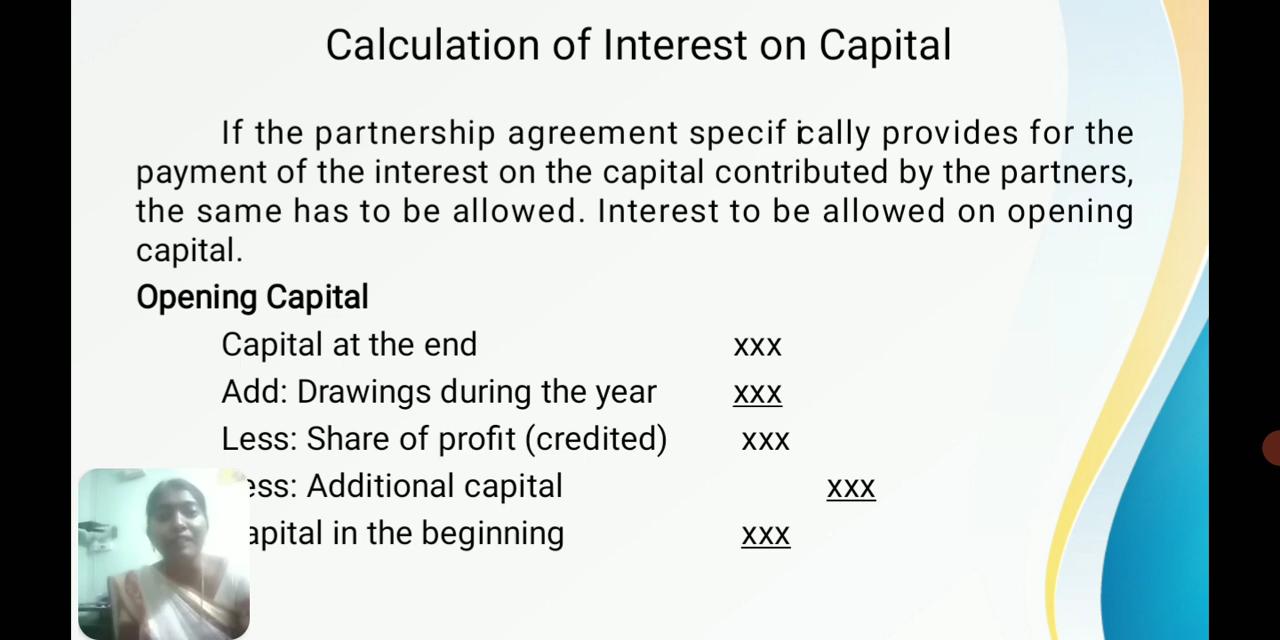 Calculation of Interest on Capital
If the partnership agreement specifically provides for the
payment of the interest on the capital contributed by the partners,
the same has to be allowed. Interest to be allowed on opening
capital.
Opening Capital
Capital at the end xxx
Add: Drawings during the year xxx
Less: Share of profit (credited) xxx
ess: Additional capital xxx
apital in the beginning xxx